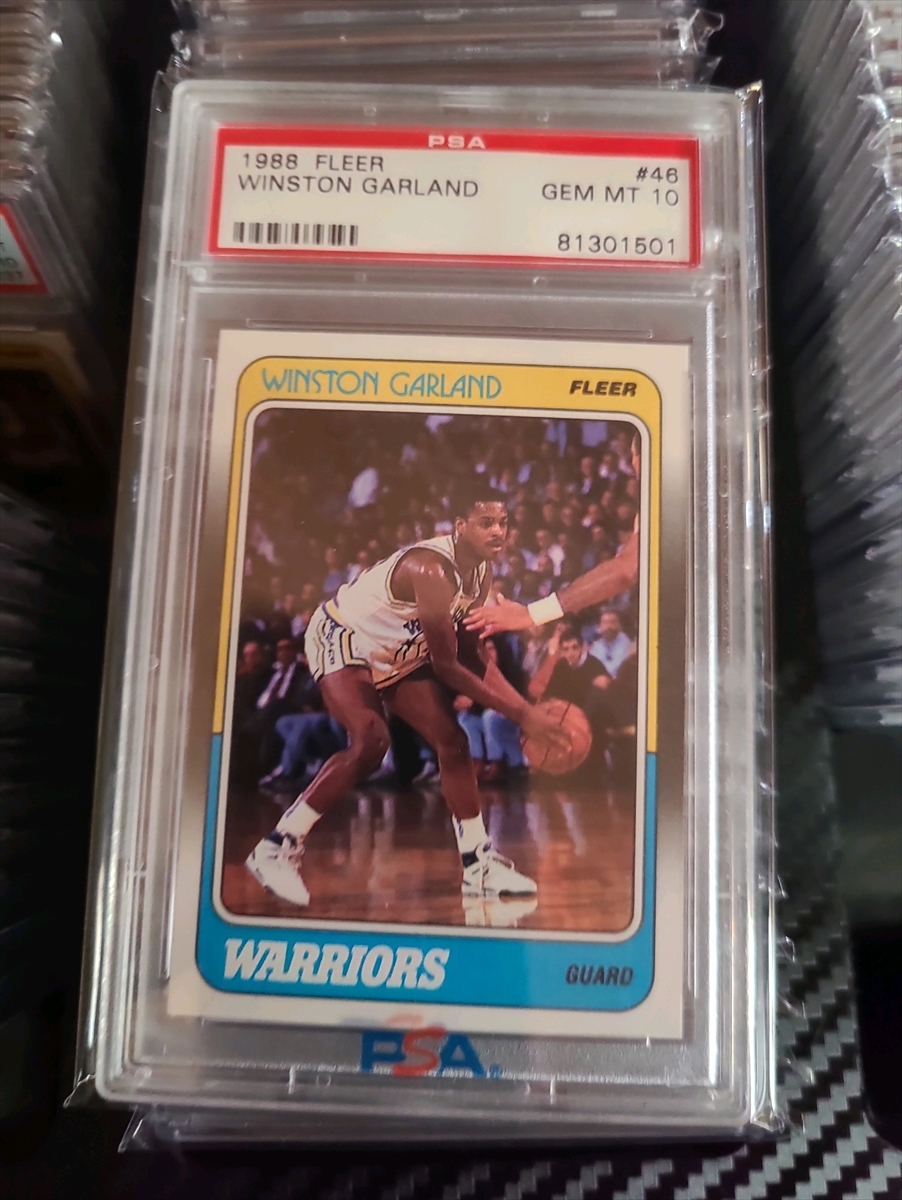 PSA
1988 FLEER #46
WINSTON GARLAND GEM MT 10
81301501
WINSTON GARLAND FLEER
WARRIORS GUARD
PSA